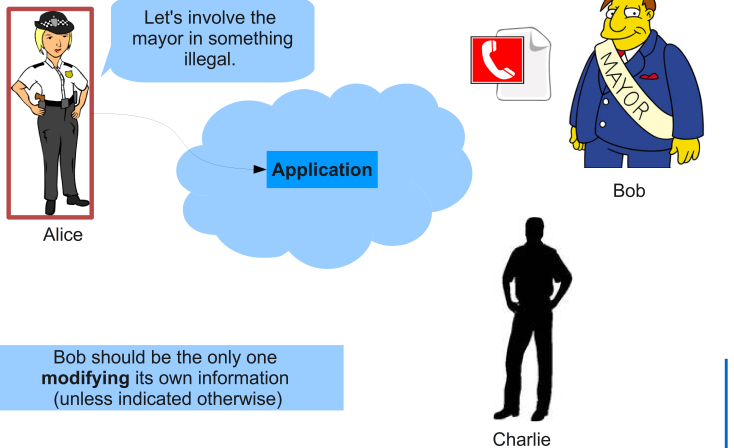 Let's involve the
mayor in something
illegal.
MAYOR
Application
Bob
Alice
Bob should be the only one
modifying its own information
(unless indicated otherwise)
Charlie